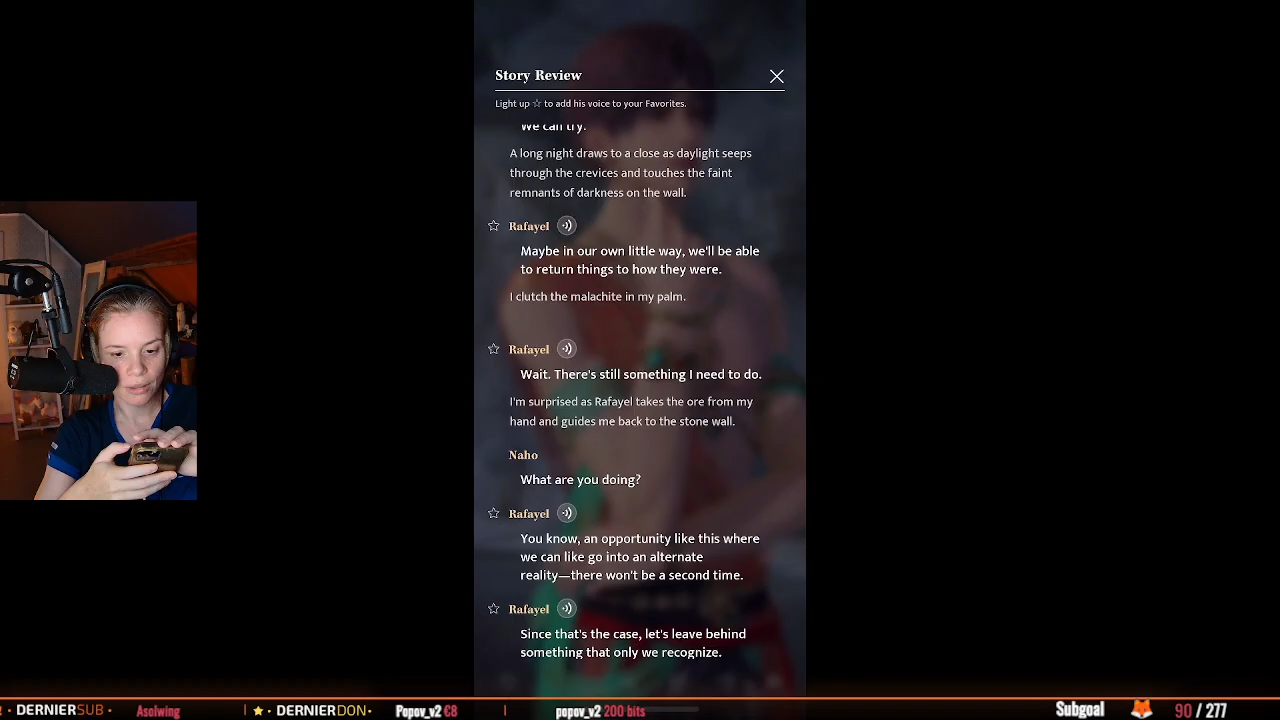 Story Review
Light up ☆ to add his voice to your Favorites.
We can try.
A long night draws to a close as daylight seeps
through the crevices and touches the faint
remnants of darkness on the wall.
Rafayel
Maybe in our own little way, we'll be able
to return things to how they were.
I clutch the malachite in my palm.
Rafayel
Wait. There's still something I need to do.
I'm surprised as Rafayel takes the ore from my
hand and guides me back to the stone wall.
Naho
What are you doing?
Rafayel
You know, an opportunity like this where
we can like go into an alternate
reality—there won't be a second time.
Rafayel
Since that's the case, let's leave behind
something that only we recognize.
• DERNIERSUB • Asolwing | ★ • DERNIERDON • Popov_v2 €8 | popov_v2 200 bits Subgoal 90 / 277